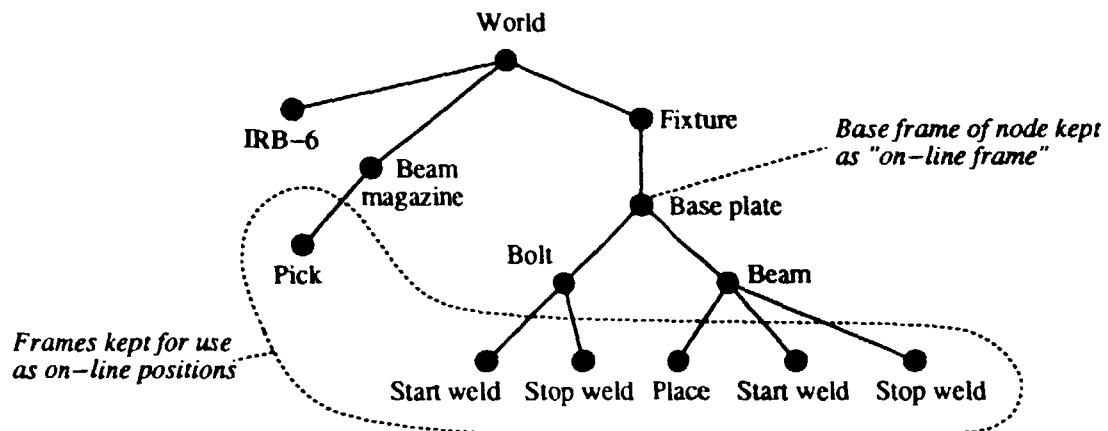 World
IRB-6
Fixture
Base frame of node kept
as "on-line frame"
Beam
magazine
Base plate
Pick
Bolt
Beam
Frames kept for use
as on-line positions
Start weld
Stop weld
Place
Start weld
Stop weld